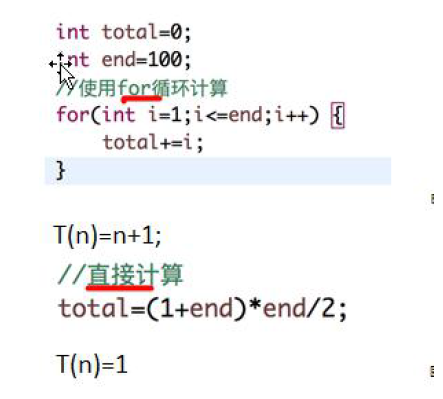 int total=0;
int end=100;
//使用for循环计算
for(int i=1;i<=end;i++) {
total+=i;
}
T(n)=n+1;
//直接计算
total=(1+end)*end/2;
T(n)=1